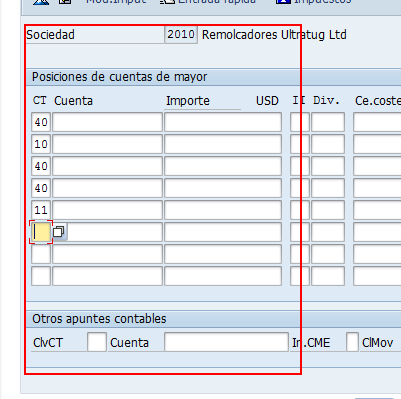 Mod.Imput Entrada rápida Impuestos
Sociedad 2010 Remolcadores Ultratug Ltd
Posiciones de cuentas de mayor
CT Cuenta Importe USD II Div. Ce.coste
40
10
40
40
11
Otros apuntes contables
ClvCT Cuenta In.CME ClMov